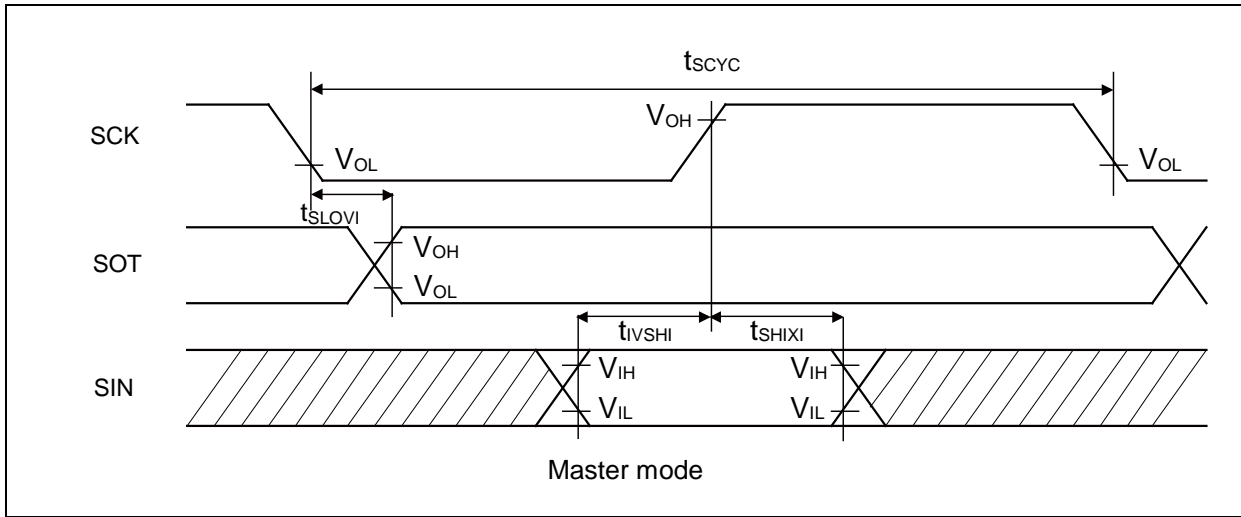 tSCYC
SCK
VOH
VOL
VOL
tSLOVI
SOT
VOH
VOL
tIVSHI
tSHIXI
SIN
VIH
VIH
VIL
VIL
Master mode